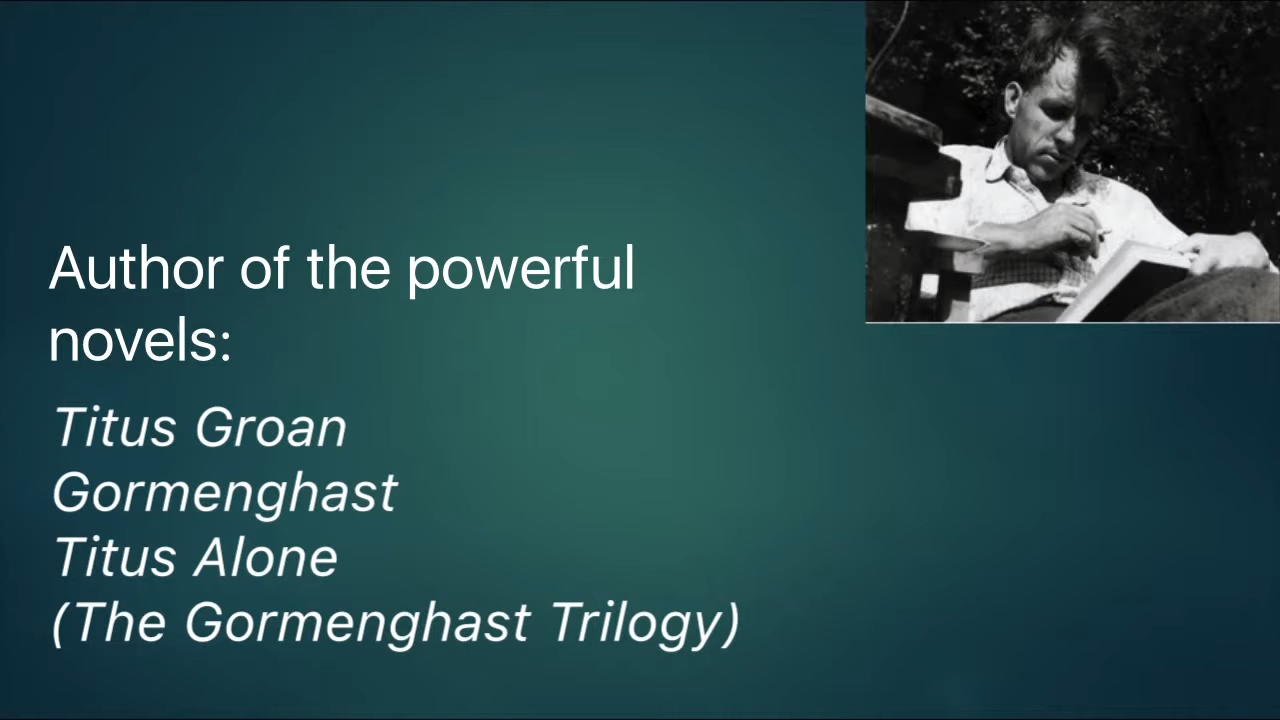 Author of the powerful
novels:
Titus Groan
Gormenghast
Titus Alone
(The Gormenghast Trilogy)